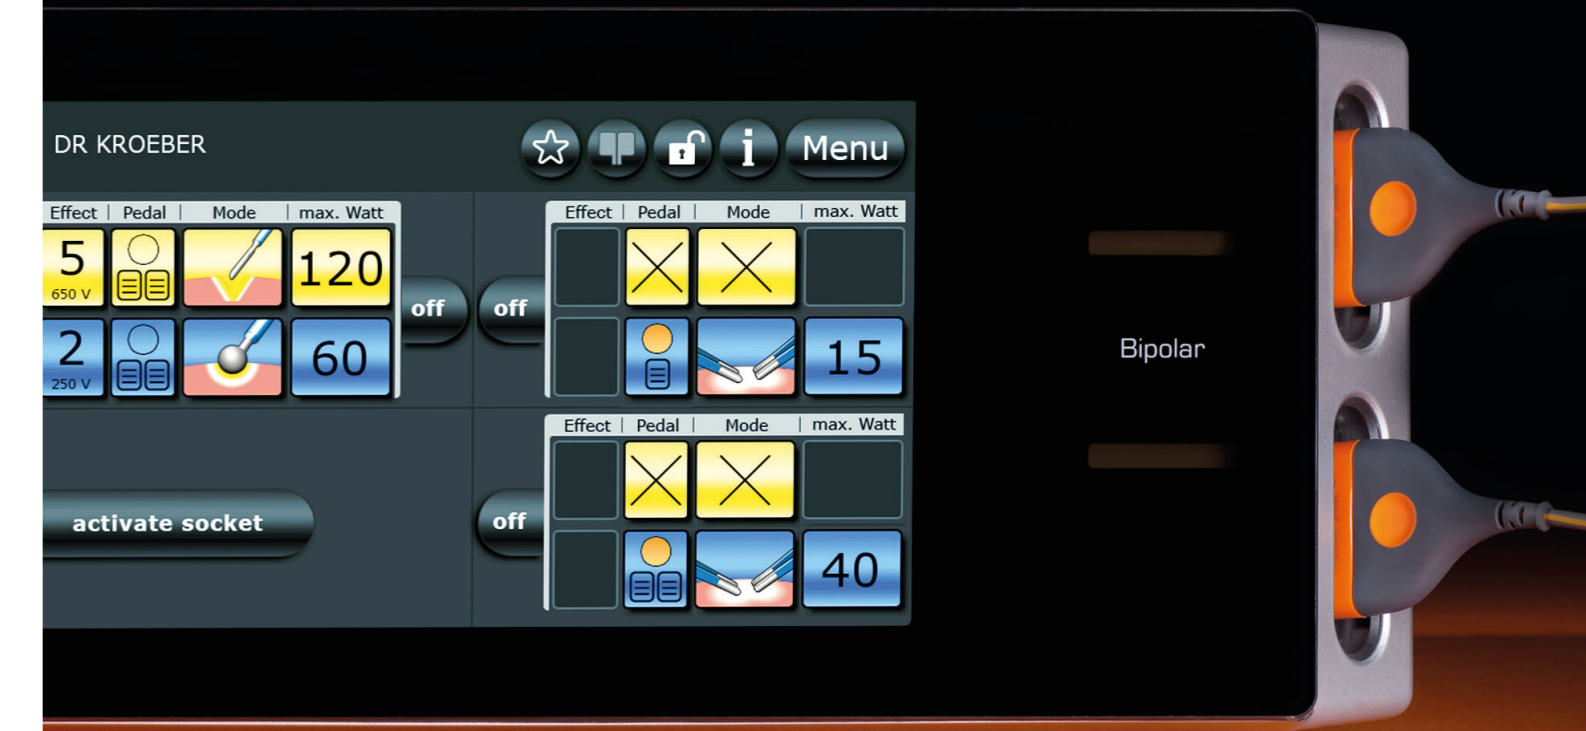 DR KROEBER
i Menu
Effect | Pedal | Mode | max. Watt
5
650 V
120
off
2
250 V
60
activate socket
Effect | Pedal | Mode | max. Watt
off
15
Effect | Pedal | Mode | max. Watt
off
40
Bipolar